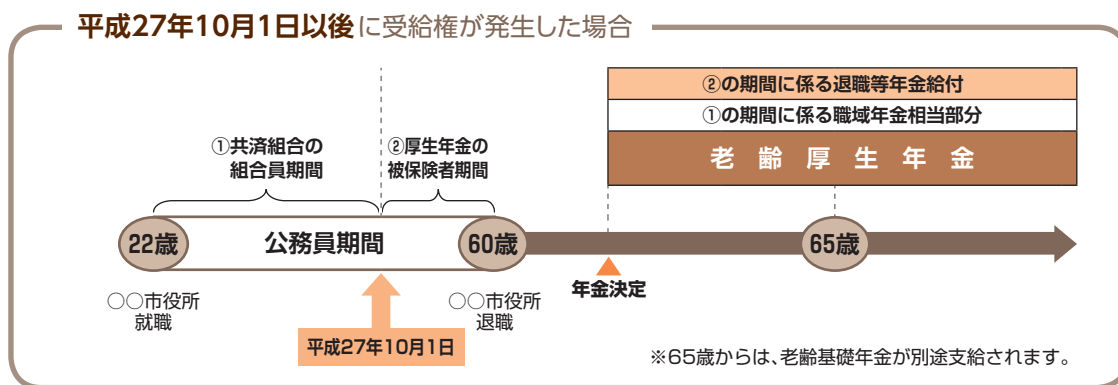 平成27年10月1日以後に受給権が発生した場合
②の期間に係る退職等年金給付
①の期間に係る職域年金相当部分
老齢厚生年金
①共済組合の
組合員期間
②厚生年金の
被保険者期間
22歳
公務員期間
60歳
65歳
年金決定
○○市役所
就職
○○市役所
退職
平成27年10月1日
※65歳からは、老齢基礎年金が別途支給されます。